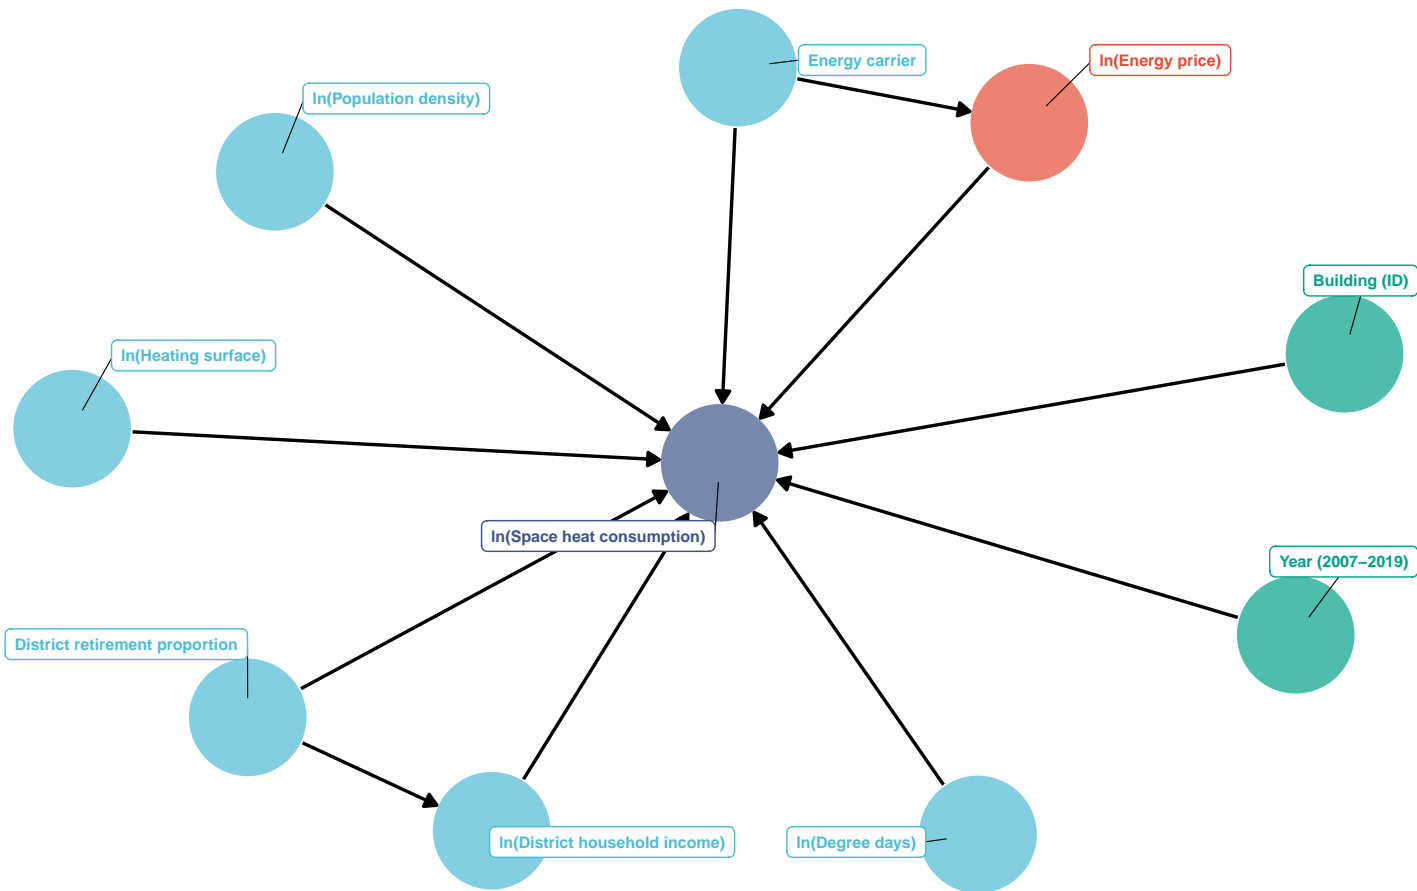 Energy carrier
ln(Energy price)
ln(Population density)
Building (ID)
ln(Heating surface)
ln(Space heat consumption)
Year (2007–2019)
District retirement proportion
ln(District household income)
ln(Degree days)